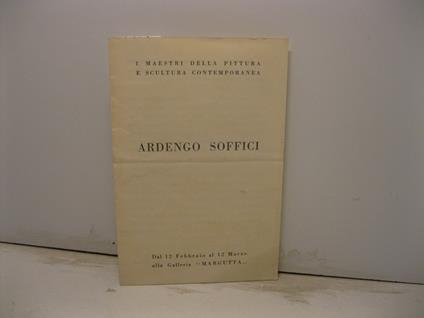 I MAESTRI DELLA PITTURA
E SCULTURA CONTEMPORANEA
ARDENGO SOFFICI
Dal 12 Febbraio al 12 Marzo
alla Galleria "MARGUTTA„